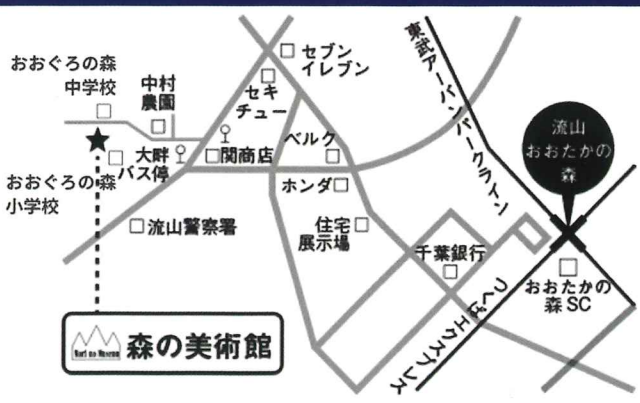 おおぐろの森
中学校
中村
農園
セブン
イレブン
セキ
チュー
東武アーバンパークライン
流山
おおたかの
森
大畔
バス停
関商店
ベルク
おおぐろの森
小学校
ホンダ
流山警察署
住宅
展示場
千葉銀行
おおたかの
森SC
つくばエクスプレス
Mori no Museum
森の美術館